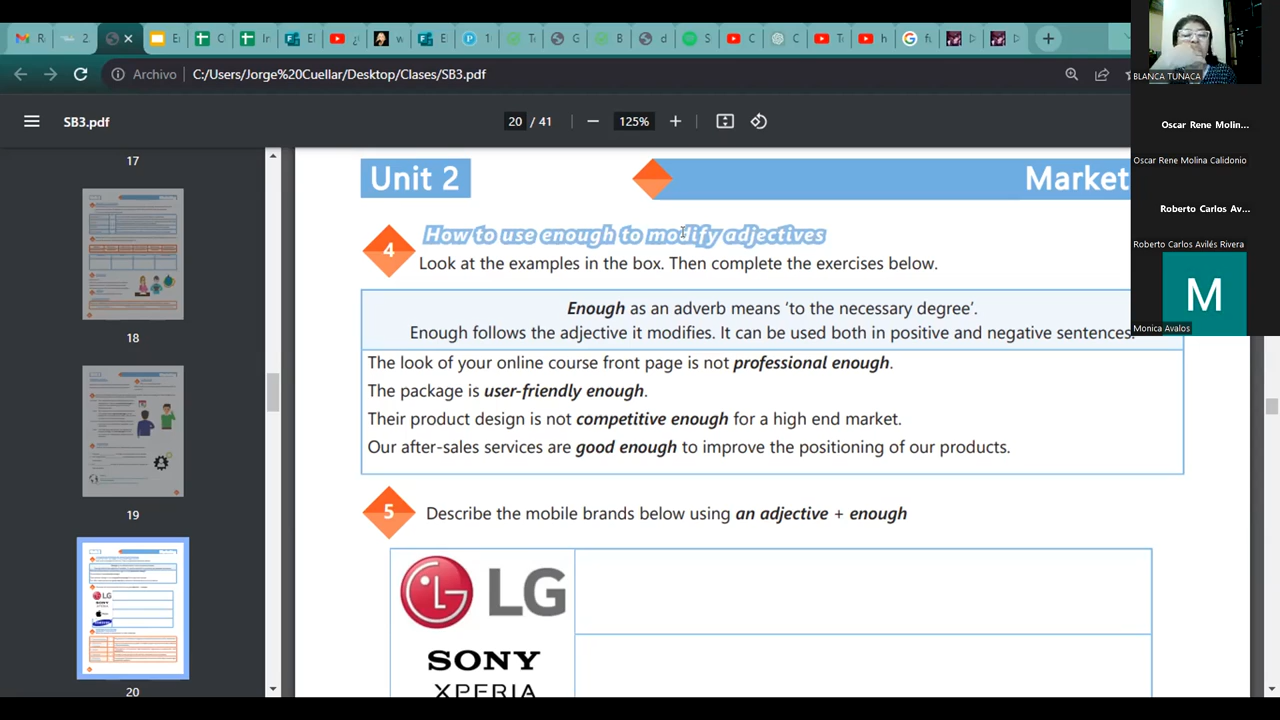 Archivo
C:/Users/Jorge%20Cuellar/Desktop/Clases/SB3.pdf
BLANCA TUNACA
SB3.pdf
20 / 41
125%
Oscar Rene Molin...
Oscar Rene Molina Calidonio
17
Unit 2
Market
Roberto Carlos Av...
Roberto Carlos Avilés Rivera
4
How to use enough to modify adjectives
Look at the examples in the box. Then complete the exercises below.
M
Monica Avalos
Enough as an adverb means 'to the necessary degree'.
Enough follows the adjective it modifies. It can be used both in positive and negative sentences.
18
The look of your online course front page is not professional enough.
The package is user-friendly enough.
Their product design is not competitive enough for a high end market.
Our after-sales services are good enough to improve the positioning of our products.
19
5
Describe the mobile brands below using an adjective + enough
LG
SONY
XPERIA
20